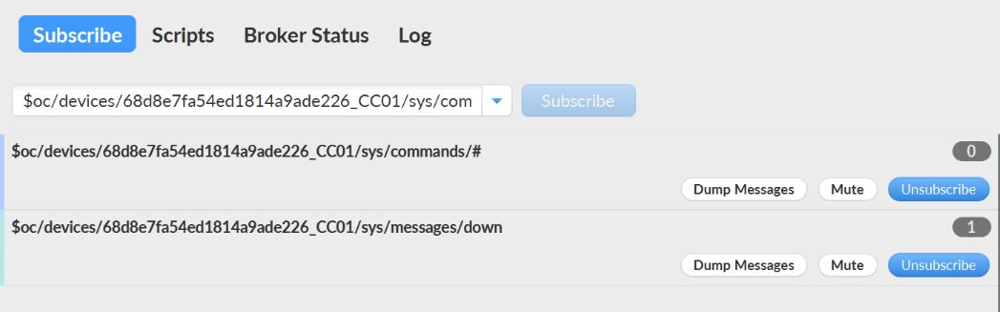 Subscribe Scripts Broker Status Log
$oc/devices/68d8e7fa54ed1814a9ade226_CC01/sys/com Subscribe
$oc/devices/68d8e7fa54ed1814a9ade226_CC01/sys/commands/# 0
Dump Messages Mute Unsubscribe
$oc/devices/68d8e7fa54ed1814a9ade226_CC01/sys/messages/down 1
Dump Messages Mute Unsubscribe